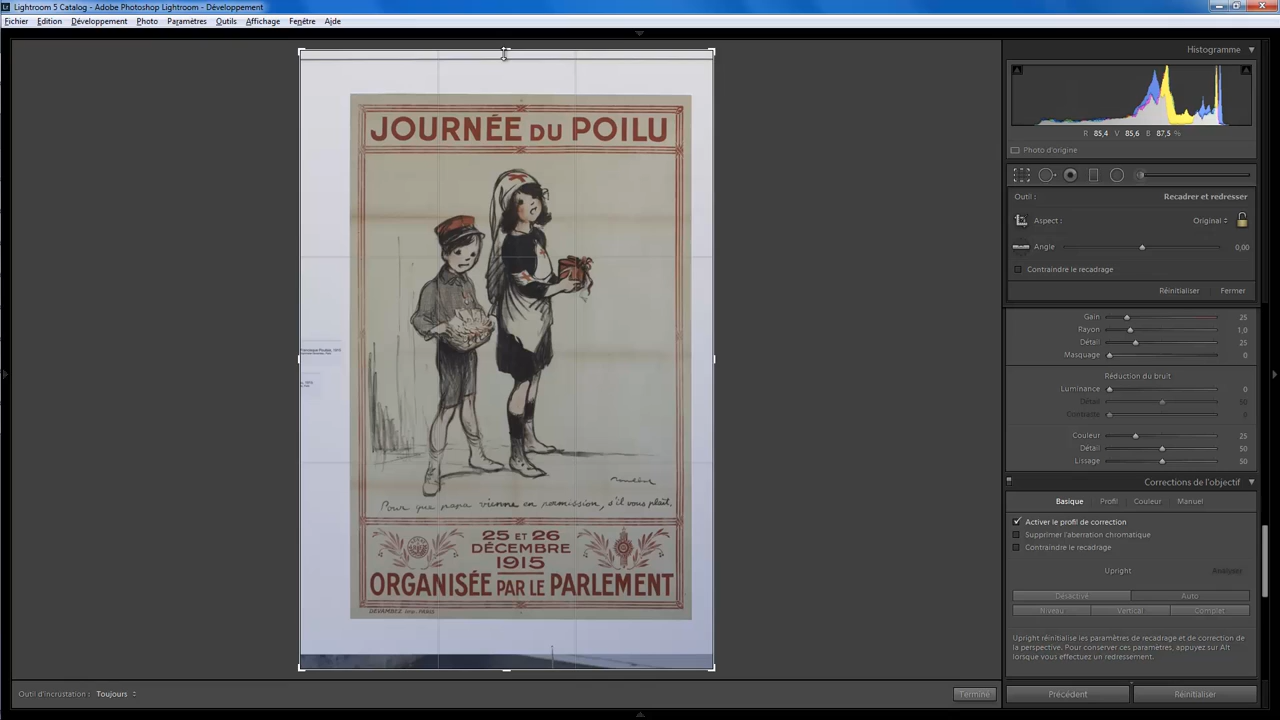 Lightroom 5 Catalog - Adobe Photoshop Lightroom - Développement
Fichier Edition Développement Photo Paramètres Outils Affichage Fenêtre Aide
Histogramme
R 85,4 V 85,6 B 87,5 %
Photo d'origine
Outil : Recadrer et redresser
Aspect : Original
Angle 0,00
Contraindre le recadrage
Réinitialiser Fermer
Gain 25
Rayon 1,0
Détail 25
Masquage 0
Réduction du bruit
Luminance 0
Détail 50
Contraste 0
Couleur 25
Détail 50
Lissage 50
Corrections de l'objectif
Basique Profil Couleur Manuel
Activer le profil de correction
Supprimer l'aberration chromatique
Contraindre le recadrage
Upright Analyser
Désactivé Auto
Niveau Vertical Complet
Upright réinitialise les paramètres de recadrage et de correction de
la perspective. Pour conserver ces paramètres, appuyez sur Alt
lorsque vous effectuez un redressement.
Précédent Réinitialiser
JOURNÉE DU POILU
Pour que papa vienne en permission, s'il vous plaît.
25 ET 26
DÉCEMBRE
1915
ORGANISÉE PAR LE PARLEMENT
DEVAMBEZ IMP. PARIS
Outil d'incrustation : Toujours
Terminé